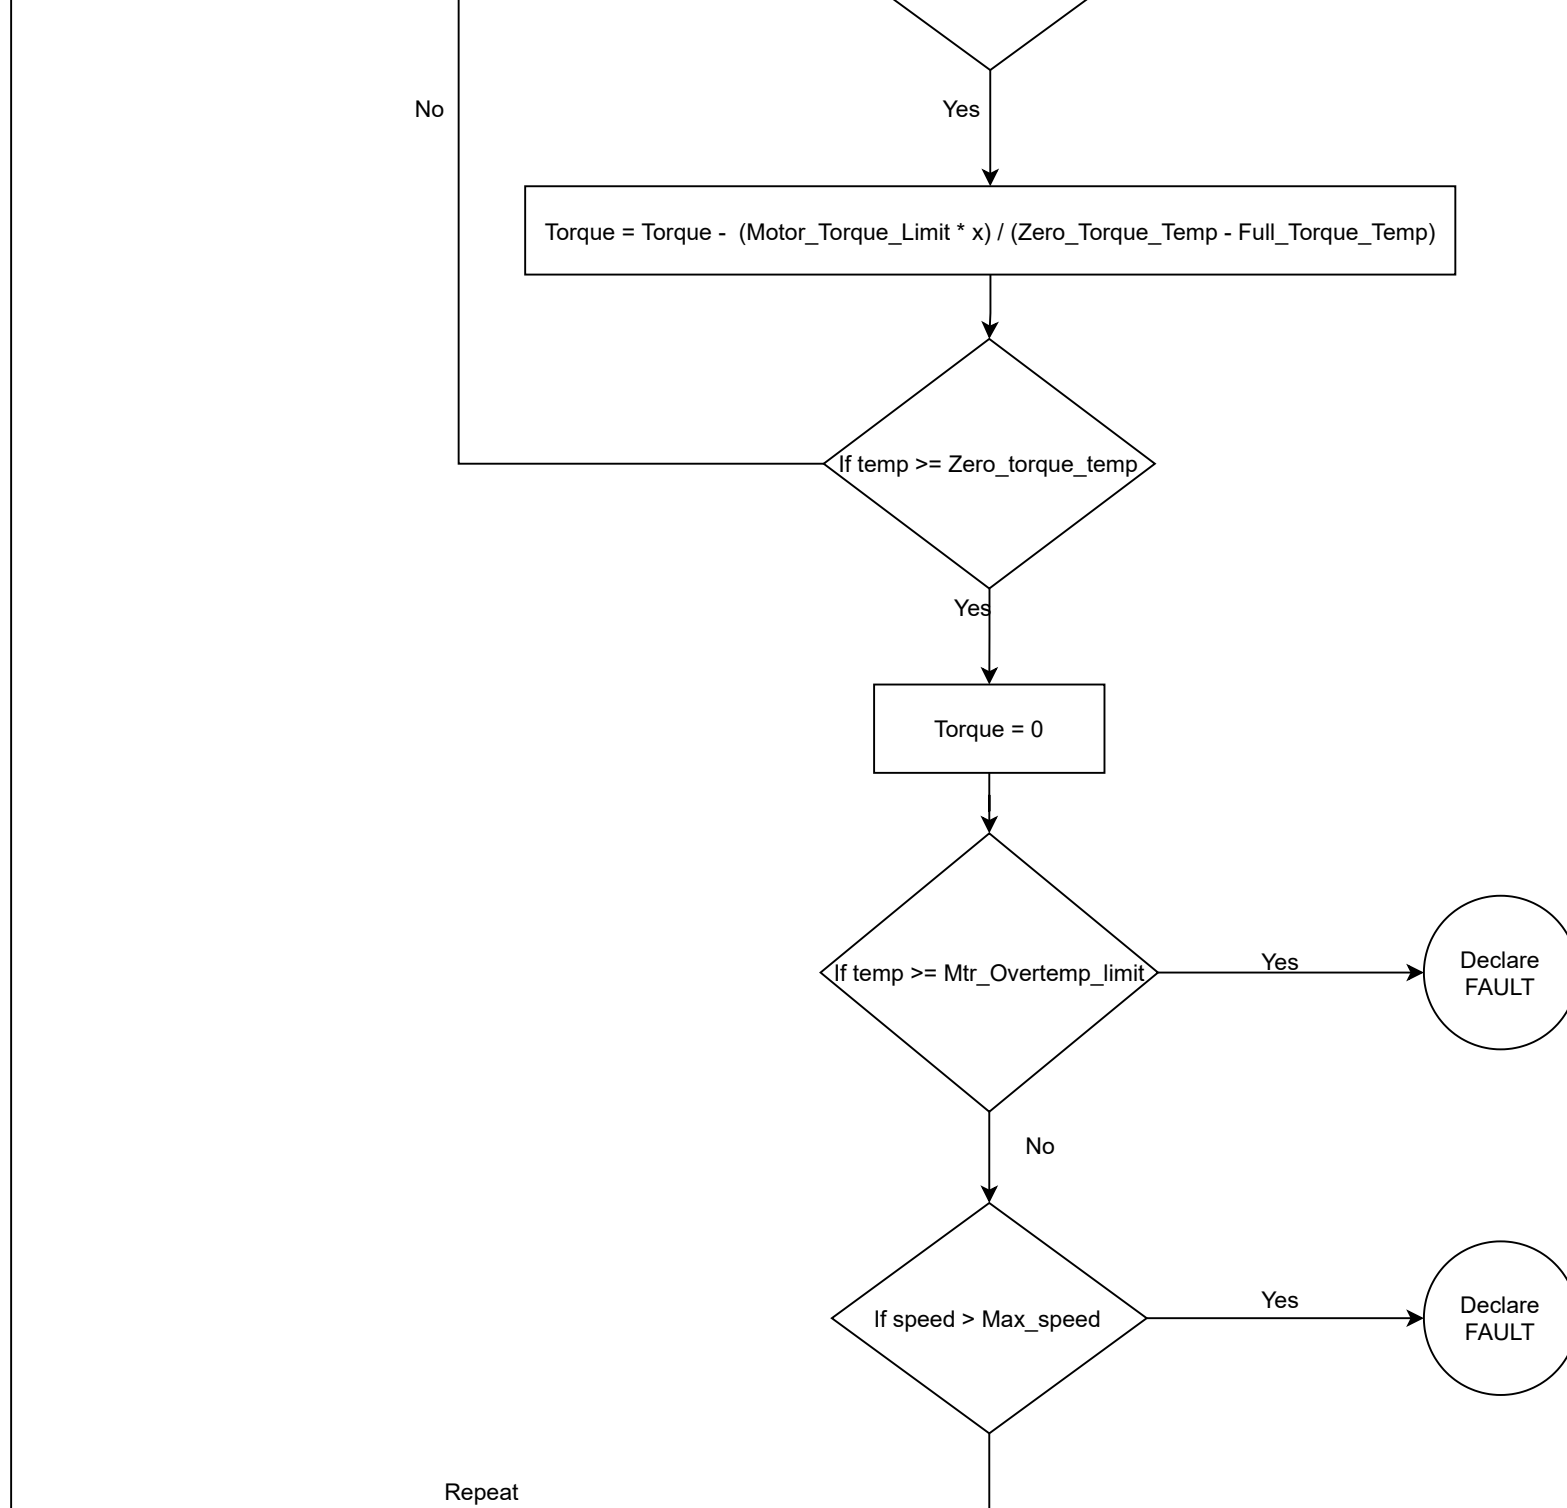 No
Yes
Torque = Torque -  (Motor_Torque_Limit * x) / (Zero_Torque_Temp - Full_Torque_Temp)
If temp >= Zero_torque_temp
Yes
Torque = 0
If temp >= Mtr_Overtemp_limit
Yes
Declare
FAULT
No
If speed > Max_speed
Yes
Declare
FAULT
Repeat